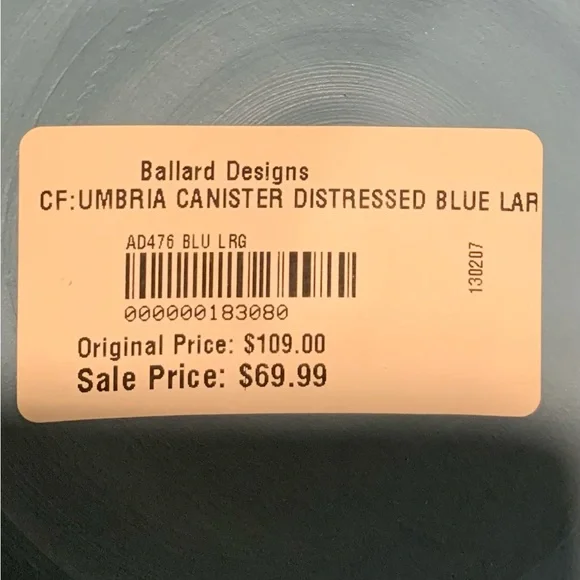 Ballard Designs
CF:UMBRIA CANISTER DISTRESSED BLUE LAR
AD476 BLU LRG
000000183080
130207
Original Price: $109.00
Sale Price: $69.99